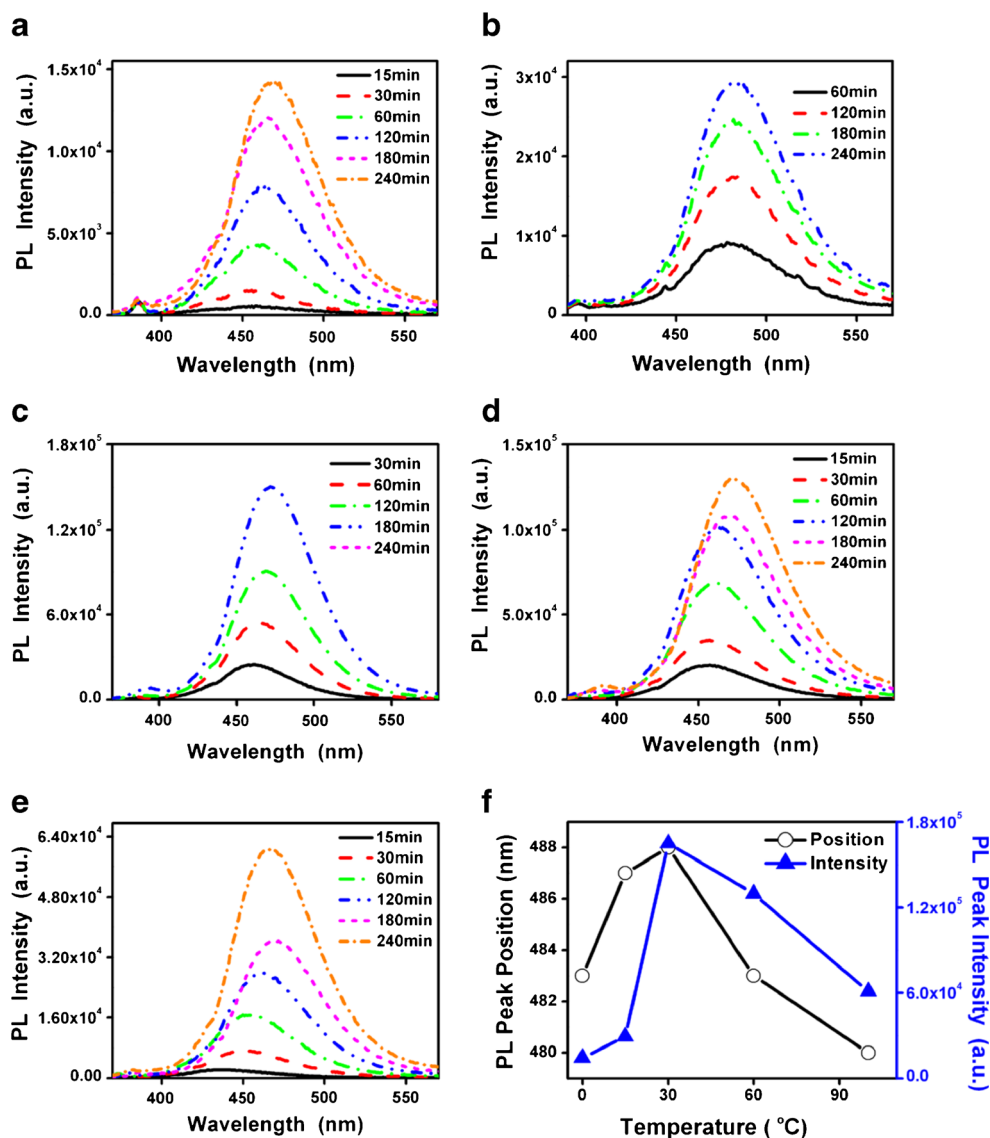 a
1.5x10⁴
1.0x10⁴
5.0x10³
0.0
PL Intensity (a.u.)
15min
30min
60min
120min
180min
240min
400 450 500 550
Wavelength (nm)
b
3x10⁴
2x10⁴
1x10⁴
0
PL Intensity (a.u.)
60min
120min
180min
240min
400 450 500 550
Wavelength (nm)
c
1.8x10⁵
1.2x10⁵
6.0x10⁴
0.0
PL Intensity (a.u.)
30min
60min
120min
180min
240min
400 450 500 550
Wavelength (nm)
d
1.5x10⁵
1.0x10⁵
5.0x10⁴
0.0
PL Intensity (a.u.)
15min
30min
60min
120min
180min
240min
400 450 500 550
Wavelength (nm)
e
6.40x10⁴
4.80x10⁴
3.20x10⁴
1.60x10⁴
0.00
PL Intensity (a.u.)
15min
30min
60min
120min
180min
240min
400 450 500 550
Wavelength (nm)
f
488
486
484
482
480
PL Peak Position (nm)
Position
Intensity
1.8x10⁵
1.2x10⁵
6.0x10⁴
0.0
PL Peak Intensity (a.u.)
0 30 60 90
Temperature ( °C)